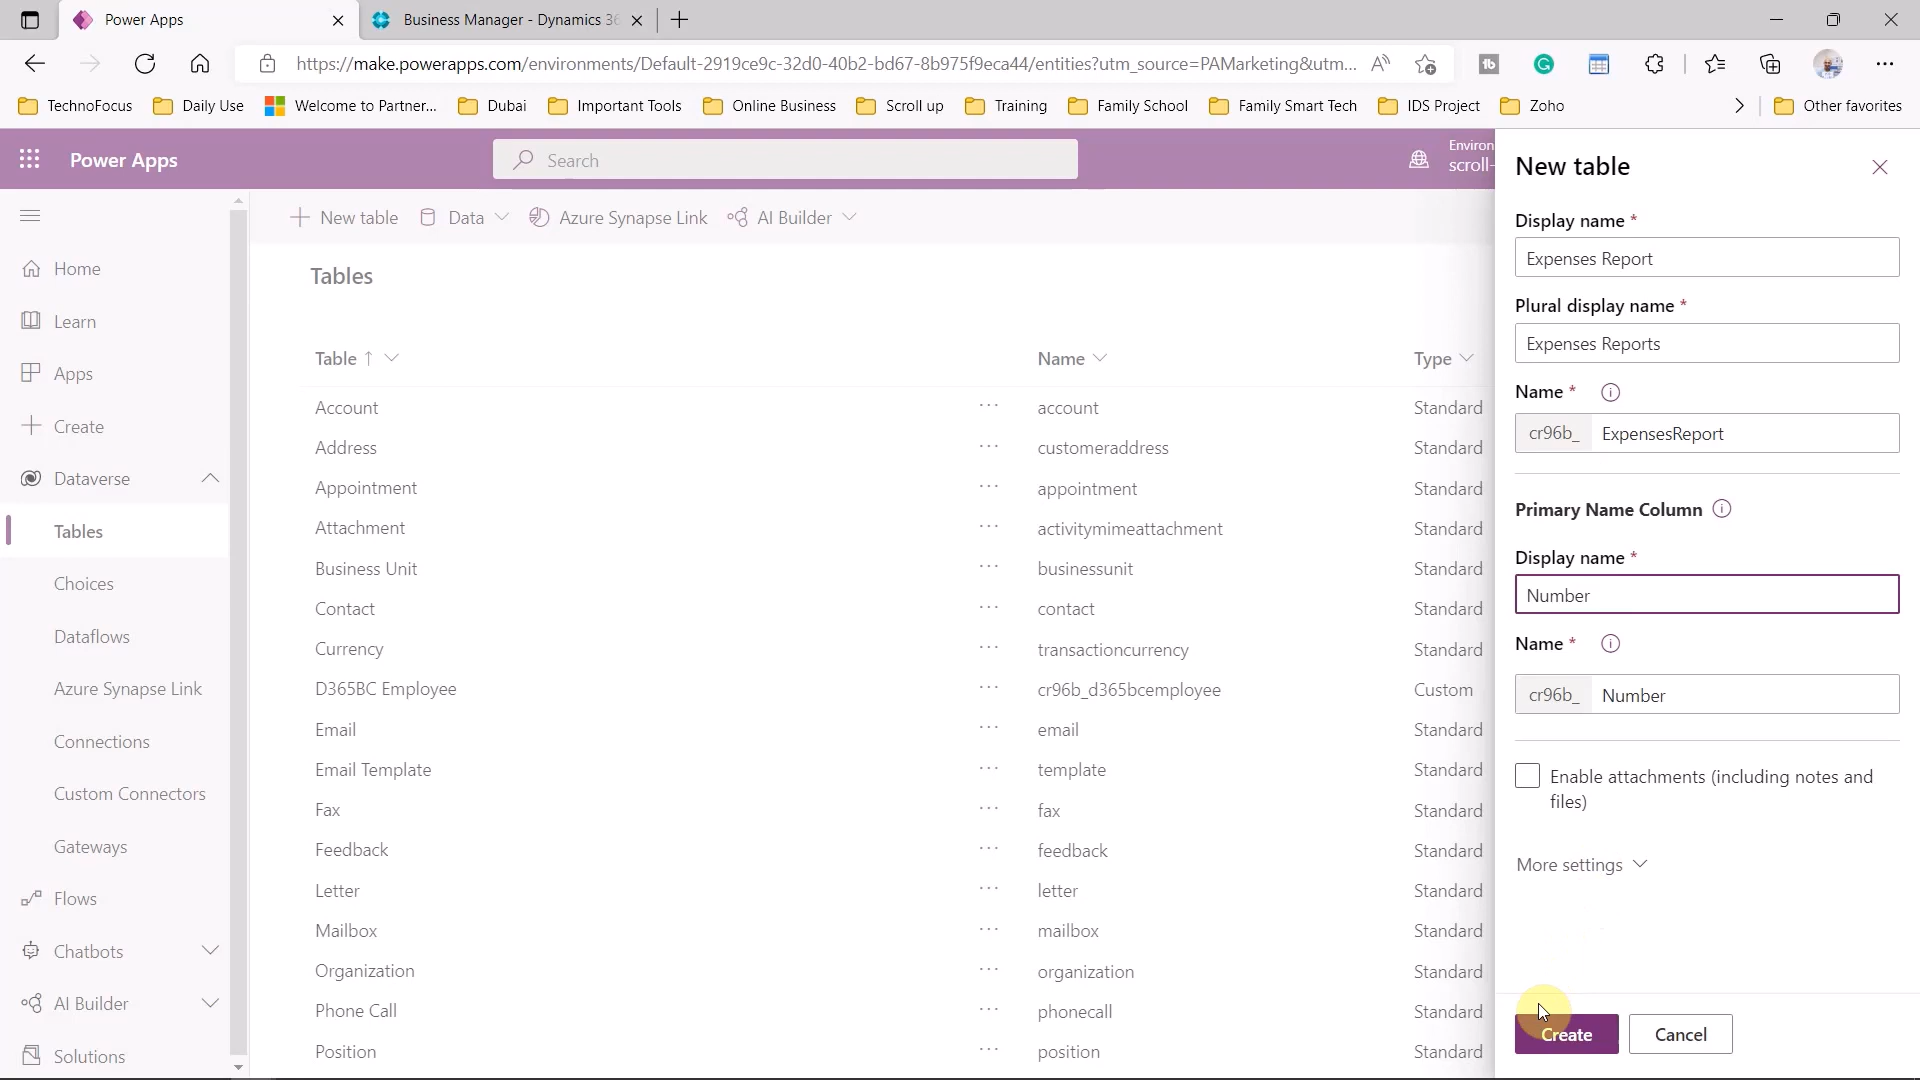 Power Apps
Business Manager - Dynamics 36
https://make.powerapps.com/environments/Default-2919ce9c-32d0-40b2-bd67-8b975f9eca44/entities?utm_source=PAMarketing&utm...
TechnoFocus Daily Use Welcome to Partner... Dubai Important Tools Online Business Scroll up Training Family School Family Smart Tech IDS Project Zoho Other favorites
Power Apps
Search
Environ
scroll-
New table Data Azure Synapse Link AI Builder
Home
Learn
Apps
Create
Dataverse
Tables
Choices
Dataflows
Azure Synapse Link
Connections
Custom Connectors
Gateways
Flows
Chatbots
AI Builder
Solutions
Tables
Table ↑ Name Type
Account ... account Standard
Address ... customeraddress Standard
Appointment ... appointment Standard
Attachment ... activitymimeattachment Standard
Business Unit ... businessunit Standard
Contact ... contact Standard
Currency ... transactioncurrency Standard
D365BC Employee ... cr96b_d365bcemployee Custom
Email ... email Standard
Email Template ... template Standard
Fax ... fax Standard
Feedback ... feedback Standard
Letter ... letter Standard
Mailbox ... mailbox Standard
Organization ... organization Standard
Phone Call ... phonecall Standard
Position ... position Standard
New table
Display name *
Expenses Report
Plural display name *
Expenses Reports
Name *
cr96b_ ExpensesReport
Primary Name Column
Display name *
Number
Name *
cr96b_ Number
Enable attachments (including notes and
files)
More settings
Create Cancel